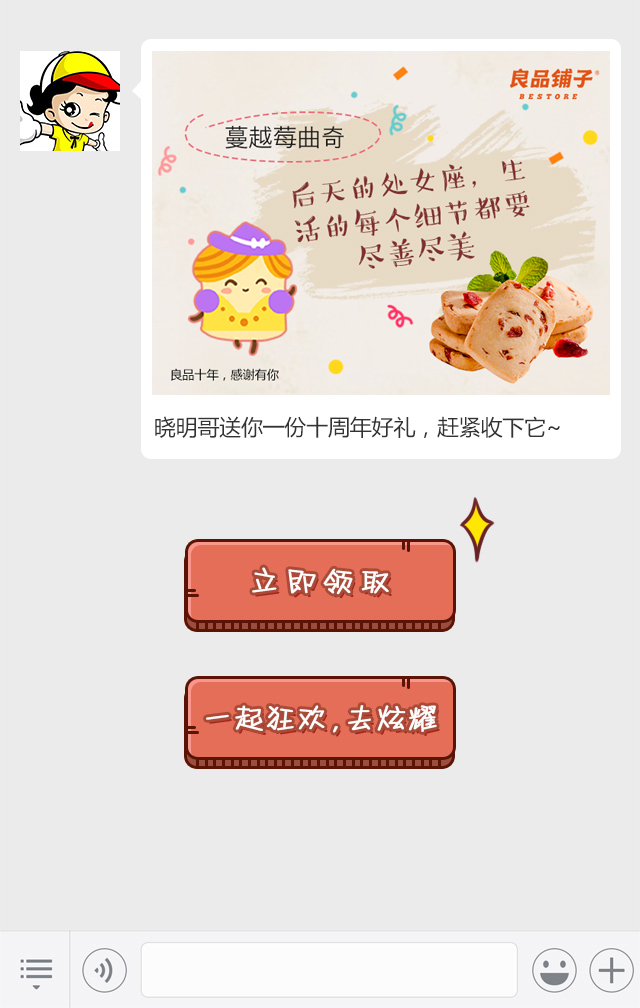 良品铺子®
BESTORE
蔓越莓曲奇
后天的处女座，生
活的每个细节都要
尽善尽美
良品十年，感谢有你
晓明哥送你一份十周年好礼，赶紧收下它~
立即领取
一起狂欢,去炫耀